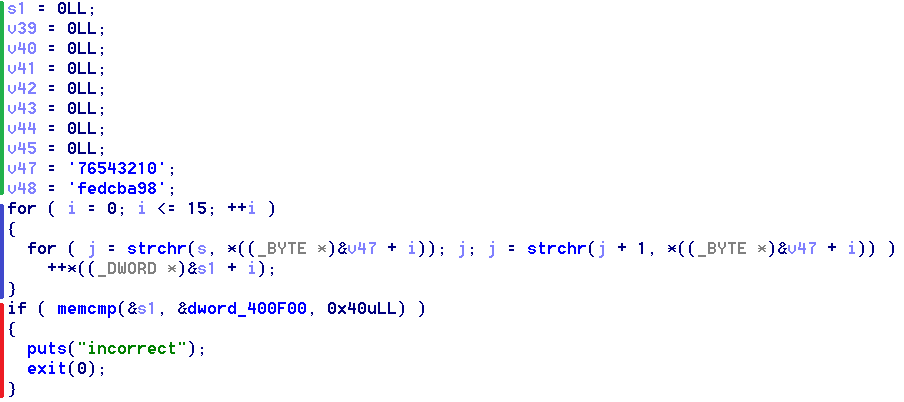 s1 = 0LL;
v39 = 0LL;
v40 = 0LL;
v41 = 0LL;
v42 = 0LL;
v43 = 0LL;
v44 = 0LL;
v45 = 0LL;
v47 = '76543210';
v48 = 'fedcba98';
for ( i = 0; i <= 15; ++i )
{
  for ( j = strchr(s, *((_BYTE *)&v47 + i)); j; j = strchr(j + 1, *((_BYTE *)&v47 + i)) )
    ++*((_DWORD *)&s1 + i);
}
if ( memcmp(&s1, &dword_400F00, 0x40uLL) )
{
  puts("incorrect");
  exit(0);
}